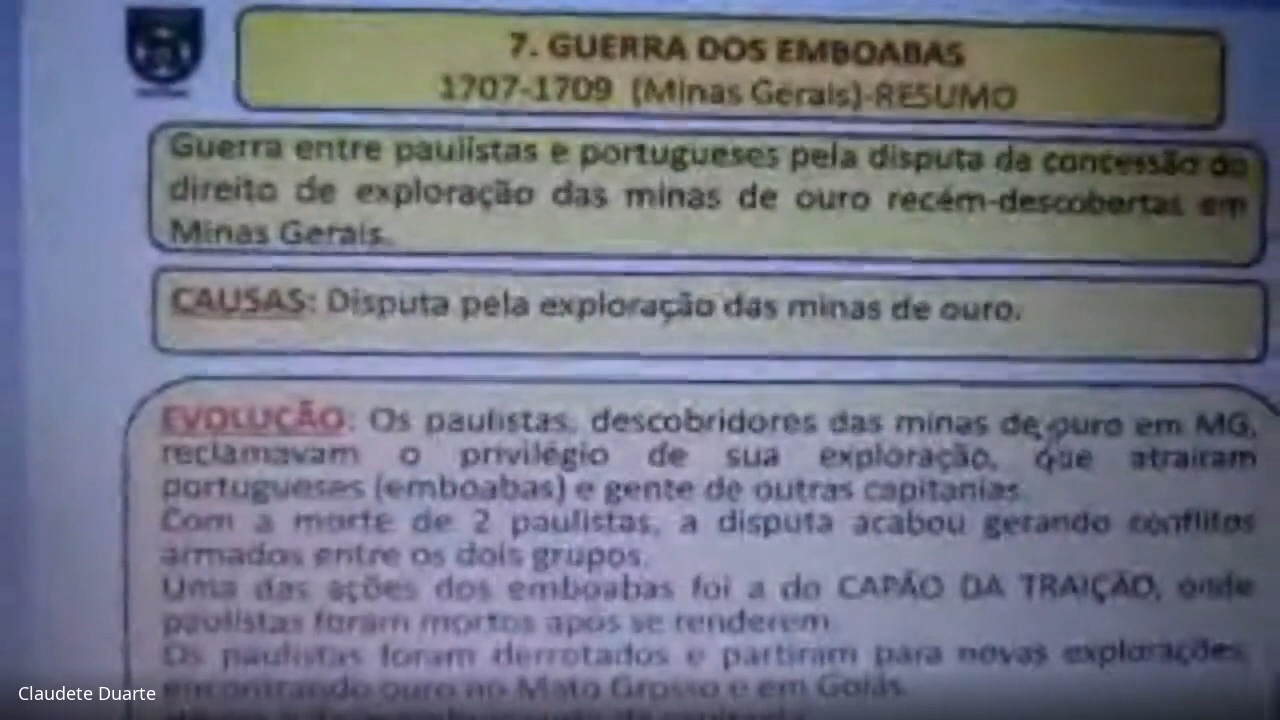 7. GUERRA DOS EMBOABAS
1707-1709 (Minas Gerais)-RESUMO
Guerra entre paulistas e portugueses pela disputa da concessão do
direito de exploração das minas de ouro recém-descobertas em
Minas Gerais.
CAUSAS: Disputa pela exploração das minas de ouro.
EVOLUÇÃO: Os paulistas, descobridores das minas de ouro em MG,
reclamavam o privilégio de sua exploração, que atraíram
portugueses (emboabas) e gente de outras capitanias.
Com a morte de 2 paulistas, a disputa acabou gerando conflitos
armados entre os dois grupos.
Uma das ações dos emboabas foi a do CAPÃO DA TRAIÇÃO, onde
paulistas foram mortos após se renderem.
Os paulistas foram derrotados e partiram para novas explorações,
encontrando ouro no Mato Grosso e em Goiás.
Claudete Duarte